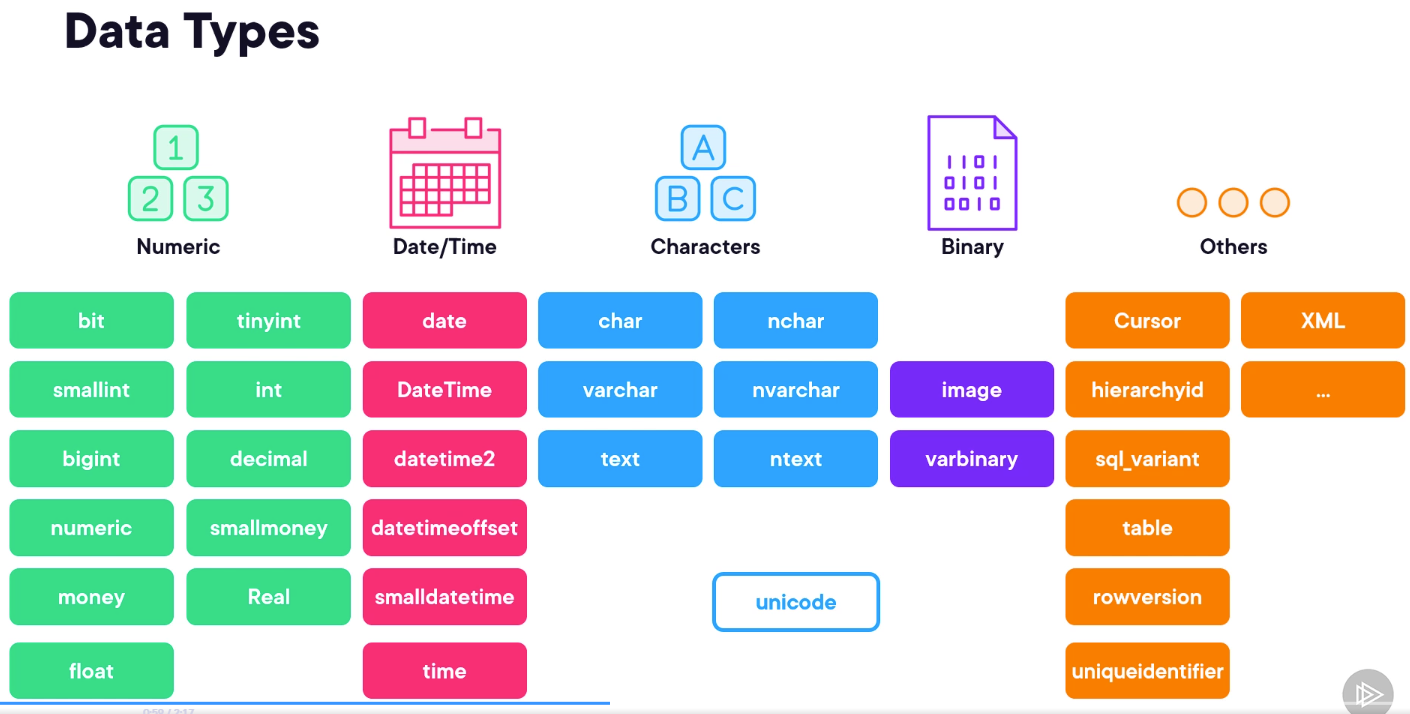 Data Types
1
2 3
A
B C
1101
0101
0010
Numeric
Date/Time
Characters
Binary
Others
bit
tinyint
date
char
nchar
Cursor
XML
smallint
int
DateTime
varchar
nvarchar
image
hierarchyid
...
bigint
decimal
datetime2
text
ntext
varbinary
sql_variant
numeric
smallmoney
datetimeoffset
table
money
Real
smalldatetime
unicode
rowversion
float
time
uniqueidentifier